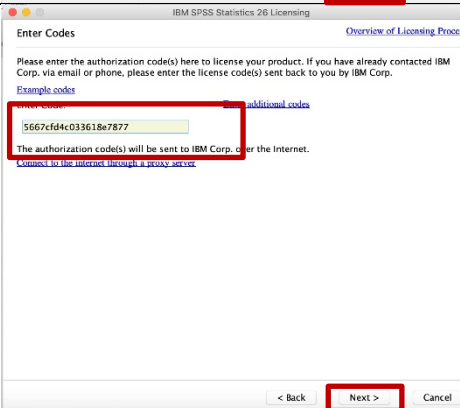 IBM SPSS Statistics 26 Licensing
Enter Codes
Overview of Licensing Proce
Please enter the authorization code(s) here to license your product. If you have already contacted IBM
Corp. via email or phone, please enter the license code(s) sent back to you by IBM Corp.
Example codes
Enter Code: additional codes
5667cfd4c033618e7877
The authorization code(s) will be sent to IBM Corp. over the Internet.
Connect to the internet through a proxy server
< Back Next > Cancel